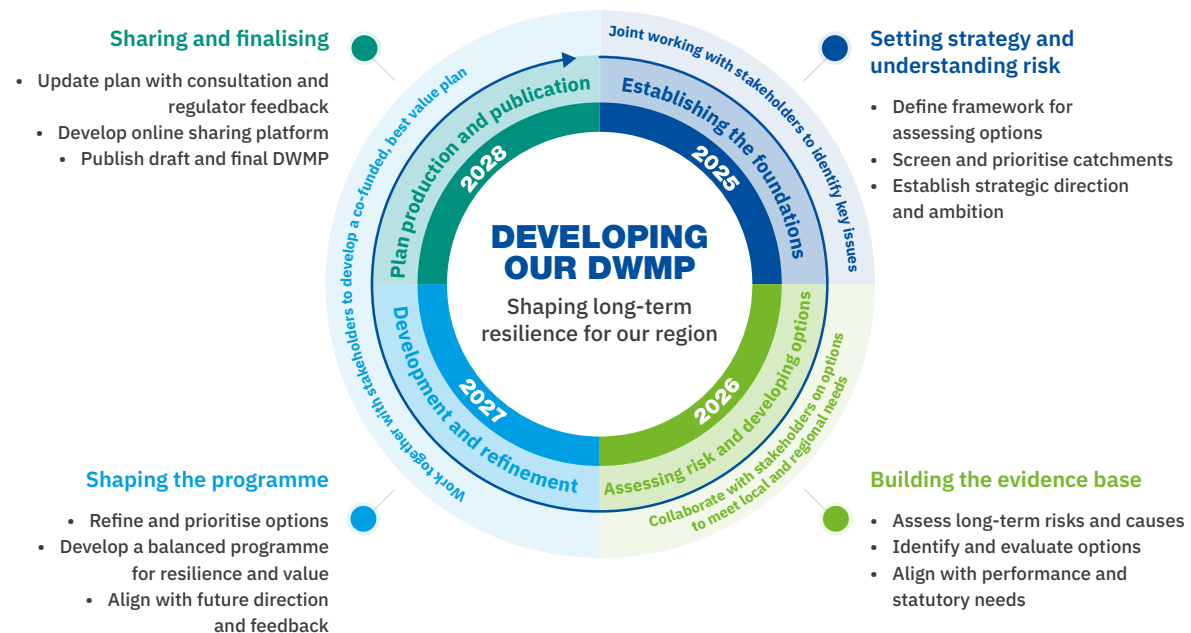 DEVELOPING
OUR DWMP
Shaping long-term
resilience for our region
2025
Establishing the foundations
Joint working with stakeholders to identify key issues
Setting strategy and
understanding risk
• Define framework for
assessing options
• Screen and prioritise catchments
• Establish strategic direction
and ambition
2026
Assessing risk and developing options
Collaborate with stakeholders on options
to meet local and regional needs
Building the evidence base
• Assess long-term risks and causes
• Identify and evaluate options
• Align with performance and
statutory needs
2027
Development and refinement
Work together with stakeholders to develop a co-funded, best value plan
Shaping the programme
• Refine and prioritise options
• Develop a balanced programme
for resilience and value
• Align with future direction
and feedback
2028
Plan production and publication
Sharing and finalising
• Update plan with consultation and
regulator feedback
• Develop online sharing platform
• Publish draft and final DWMP